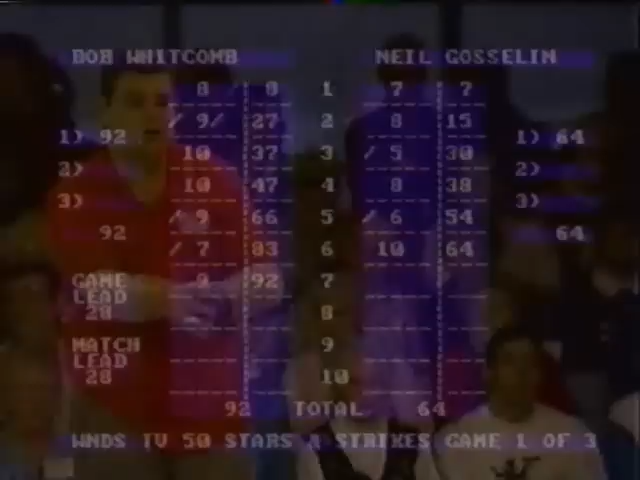 BOB WHITCOMB NEIL GOSSELIN
8 8 1 7 7
/ 9/ 27 2 8 15
1) 92 1) 64
10 37 3 / 5 30
2) 2)
10 47 4 8 38
3) 3)
/ 9 66 5 / 6 54
92 64
/ 7 83 6 10 64
GAME 9 92 7
LEAD
28 8
MATCH 9
LEAD
28 10
92 TOTAL 64
WNDS TV 50 STARS & STRIKES GAME 1 OF 3